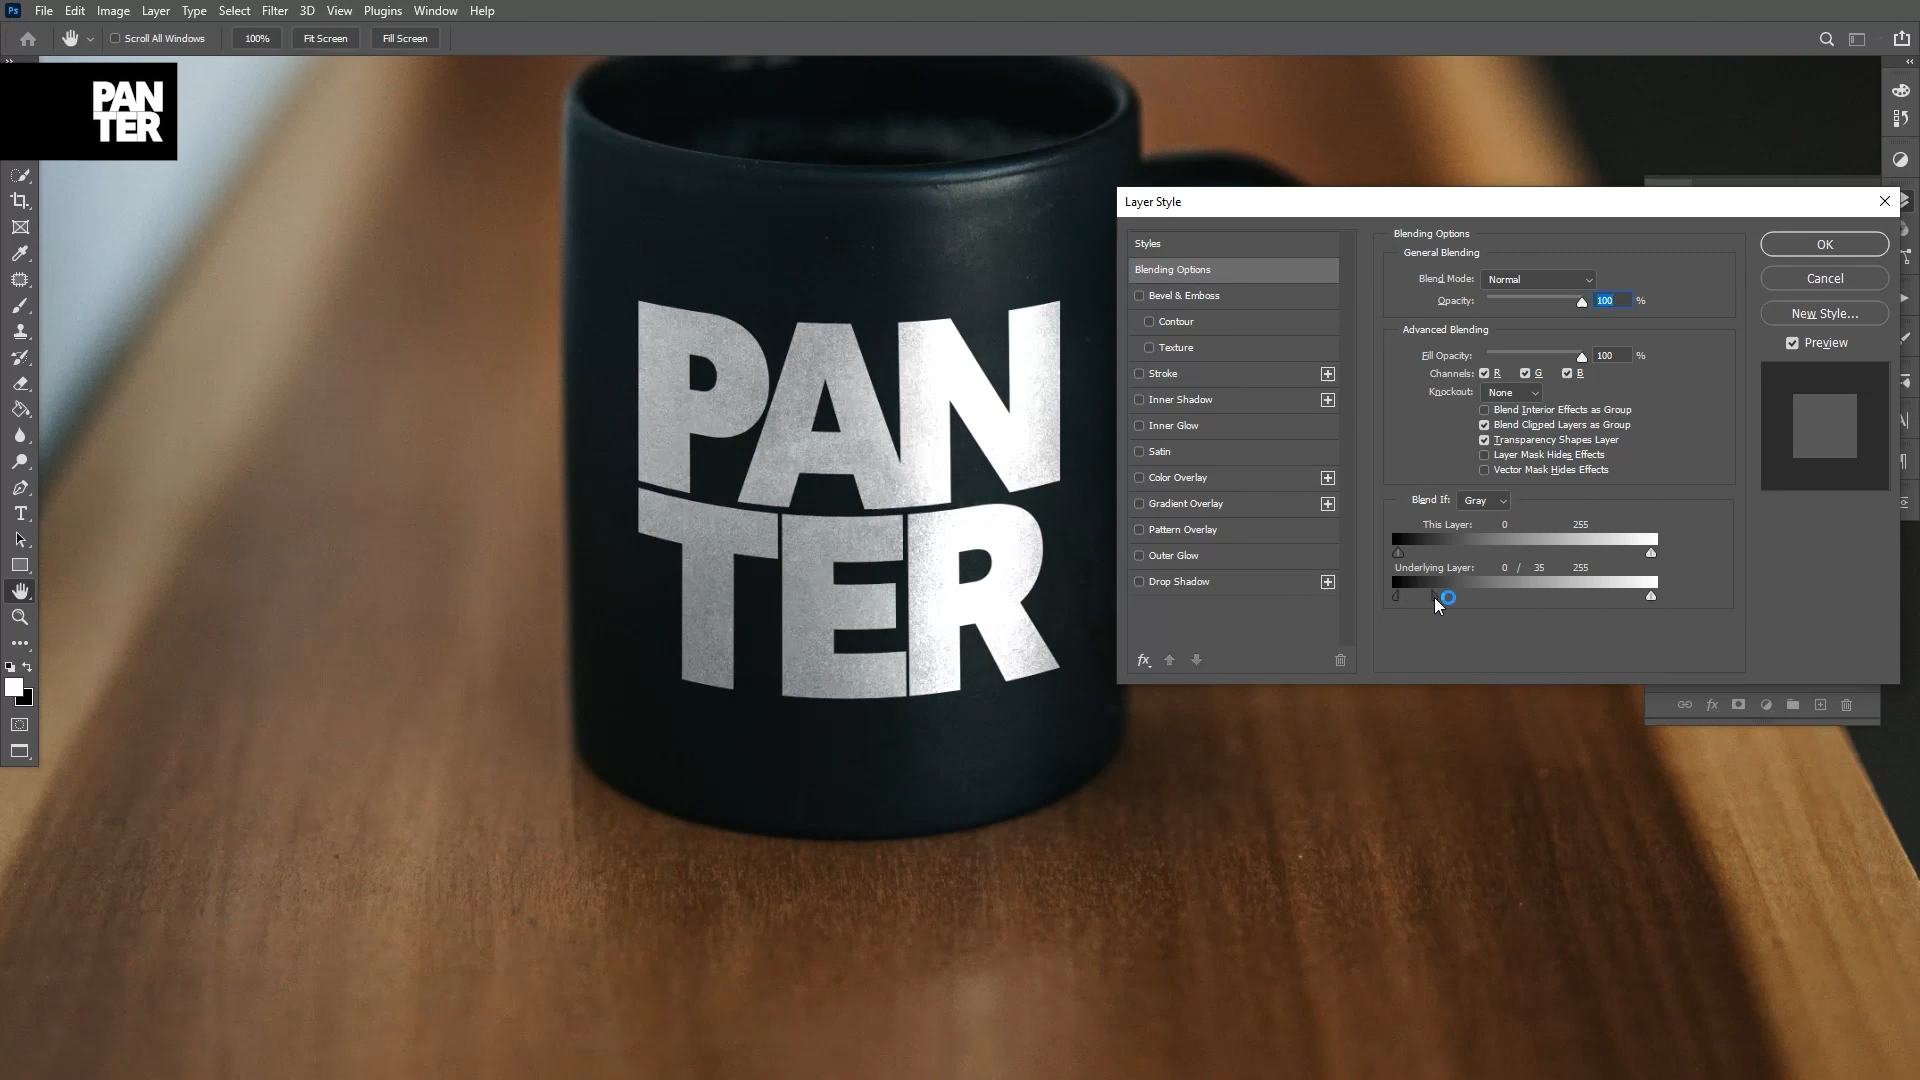 Ps File Edit Image Layer Type Select Filter 3D View Plugins Window Help
Scroll All Windows 100% Fit Screen Fill Screen
PAN
TER
PAN
TER
Layer Style
Styles
Blending Options
Bevel & Emboss
Contour
Texture
Stroke
Inner Shadow
Inner Glow
Satin
Color Overlay
Gradient Overlay
Pattern Overlay
Outer Glow
Drop Shadow
fx
Blending Options
General Blending
Blend Mode: Normal
Opacity: 100 %
Advanced Blending
Fill Opacity: 100 %
Channels: R G B
Knockout: None
Blend Interior Effects as Group
Blend Clipped Layers as Group
Transparency Shapes Layer
Layer Mask Hides Effects
Vector Mask Hides Effects
Blend If: Gray
This Layer: 0 255
Underlying Layer: 0 / 35 255
OK
Cancel
New Style...
Preview
fx